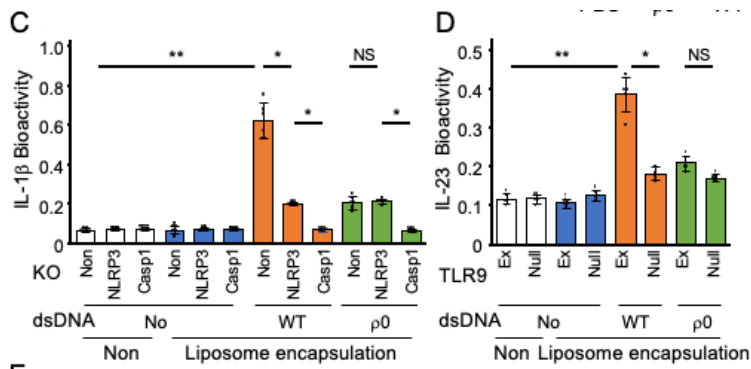 C
D
IL-1β Bioactivity
1.0
0.8
0.6
0.4
0.2
0
** * * NS *
Non NLRP3 Casp1 Non NLRP3 Casp1 Non NLRP3 Casp1 Non NLRP3 Casp1
KO
dsDNA No WT ρ0
Non Liposome encapsulation
IL-23 Bioactivity
0.5
0.4
0.3
0.2
0.1
0
** * NS
Ex Null Ex Null Ex Null Ex Null
TLR9
dsDNA No WT ρ0
Non Liposome encapsulation